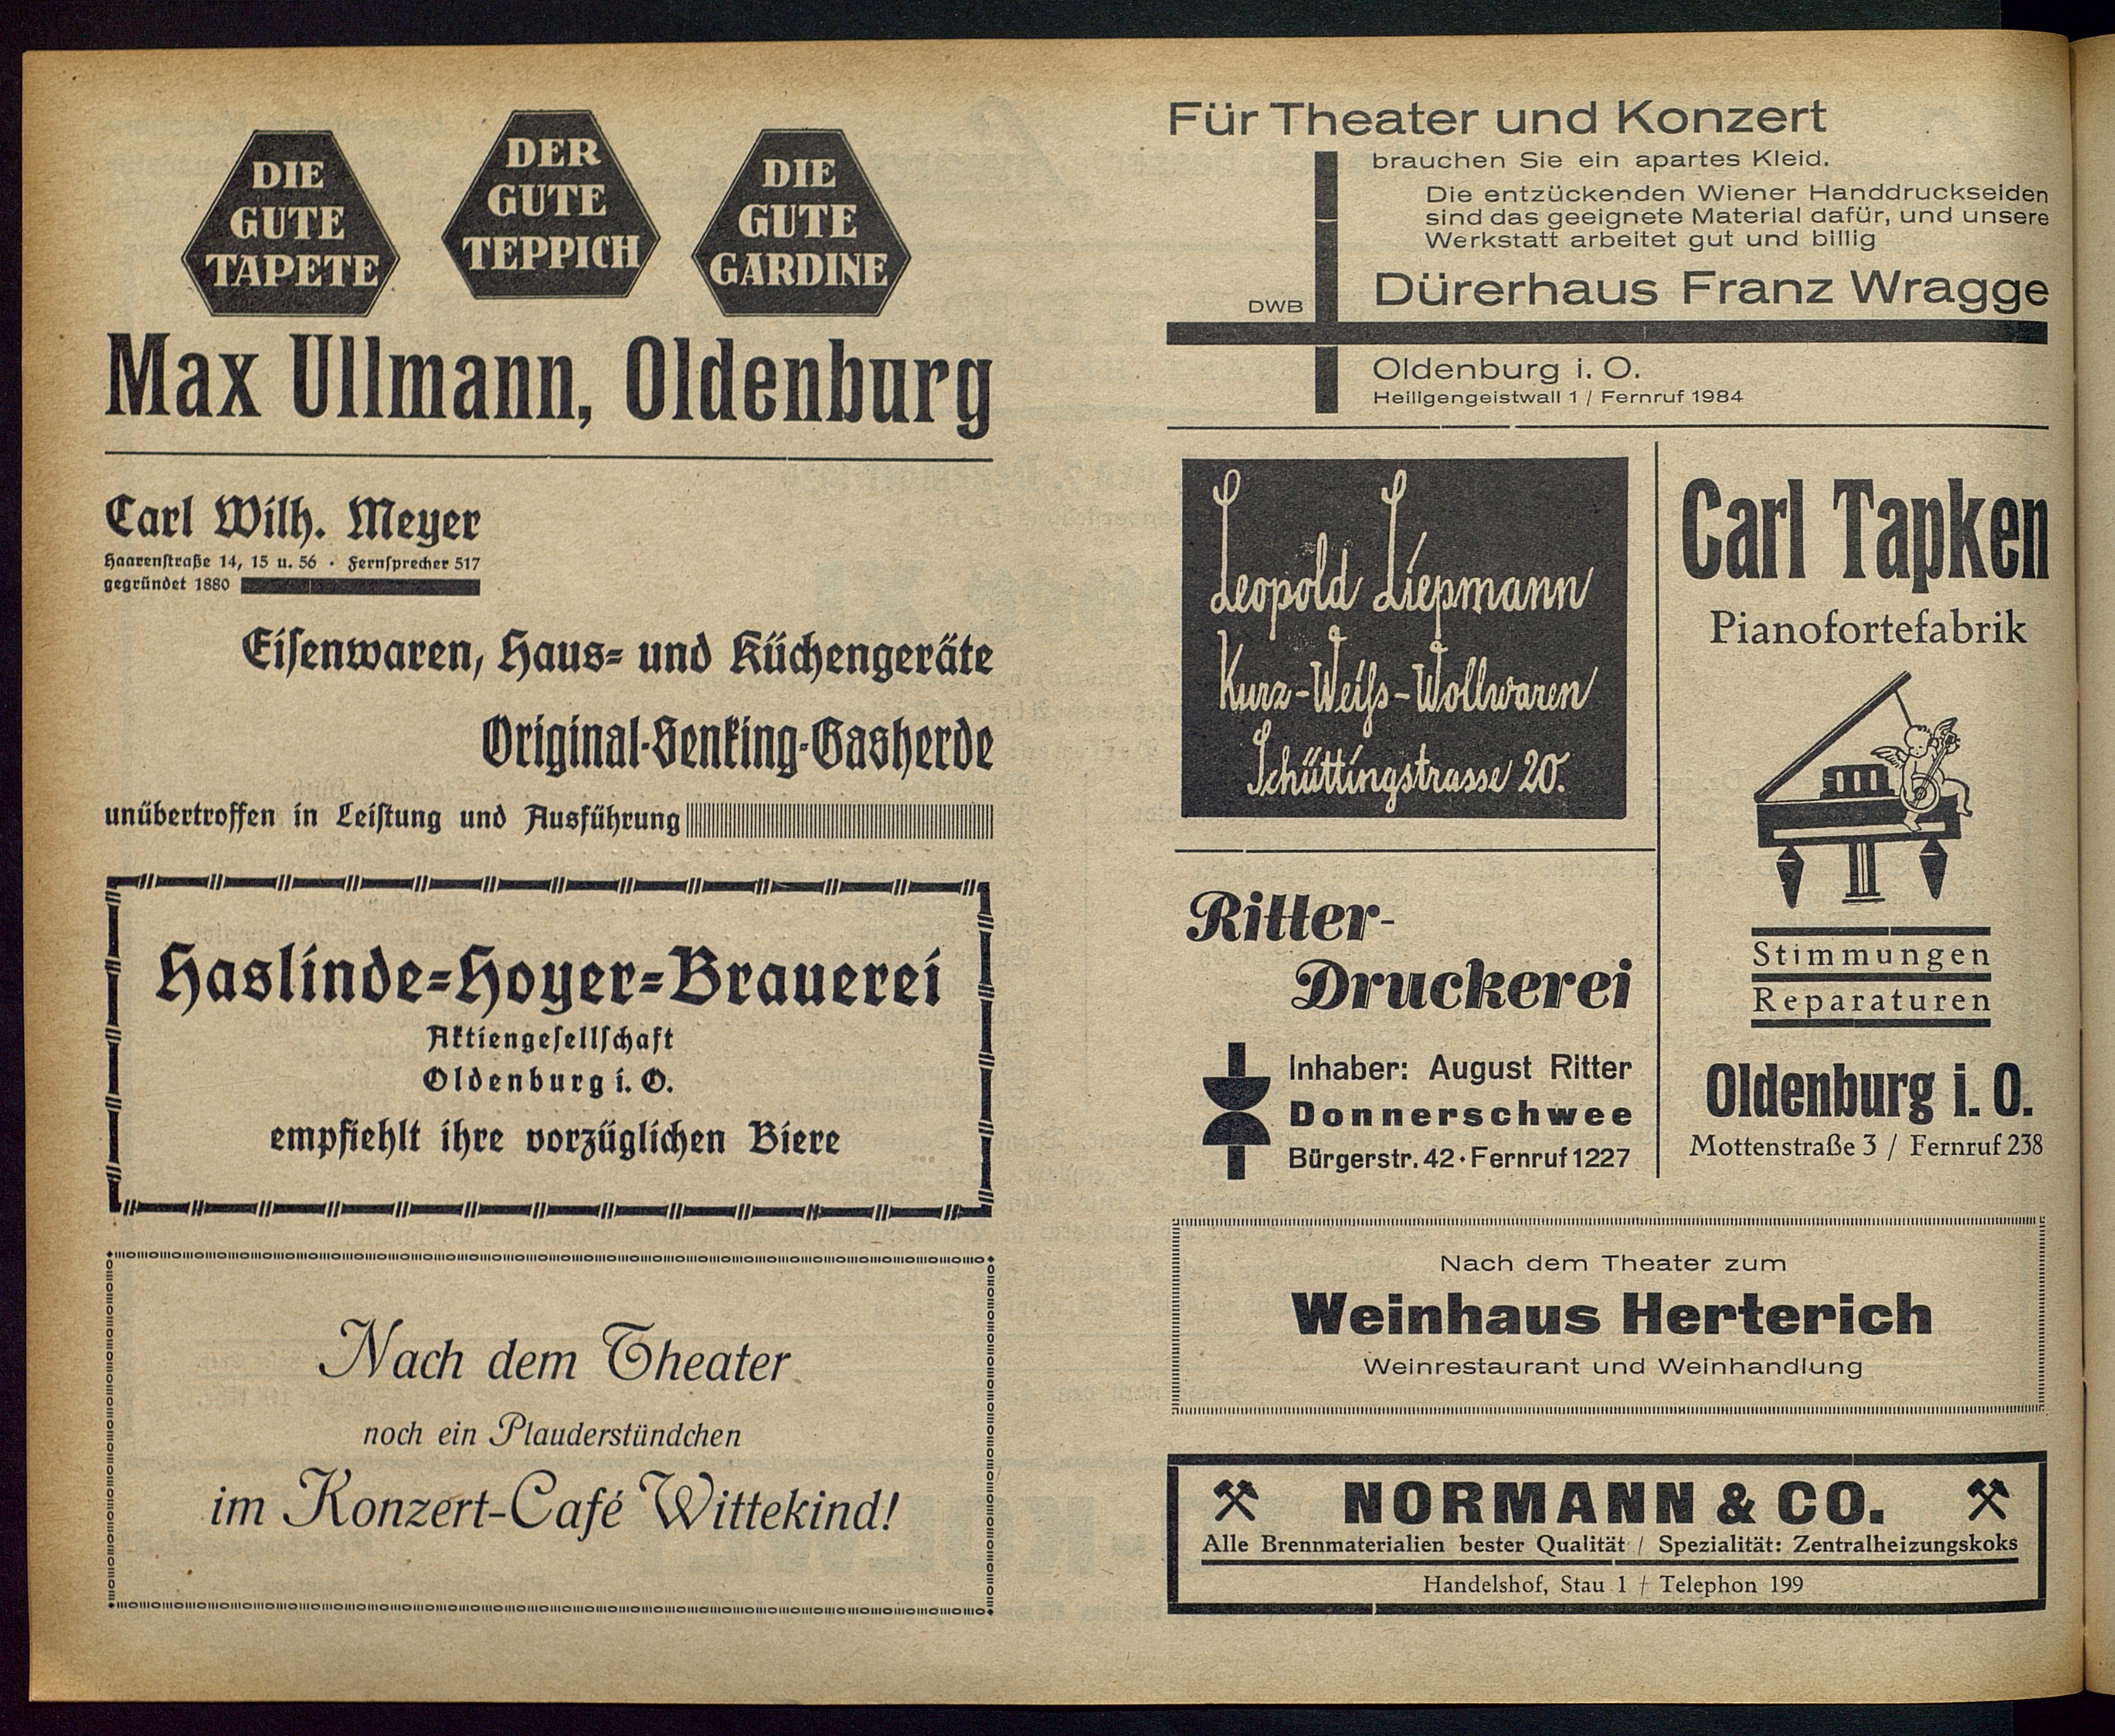 DIE
GUTE
TAPETE
DER
GUTE
TEPPICH
DIE
GUTE
GARDINE
Max Ullmann, Oldenburg
Carl Wilh. Meyer
Haarenſtraße 14, 15 u. 56 · Fernſprecher 517
gegründet 1880
Eiſenwaren, Haus- und Küchengeräte
Original-Senking-Gasherde
unübertroffen in Leiſtung und Ausführung
Haslinde-Hoyer-Brauerei
Aktiengeſellſchaft
Oldenburg i. O.
empfiehlt ihre vorzüglichen Biere
Nach dem Theater
noch ein Plauderstündchen
im Konzert-Café Wittekind!
Für Theater und Konzert
brauchen Sie ein apartes Kleid.
Die entzückenden Wiener Handdruckseiden
sind das geeignete Material dafür, und unsere
Werkstatt arbeitet gut und billig
DWB
Dürerhaus Franz Wragge
Oldenburg i. O.
Heiligengeistwall 1 / Fernruf 1984
Leopold Liepmann
Kurz-Weiß-Wollwaren
Schüttingstrasse 20.
Ritter-
Druckerei
Inhaber: August Ritter
Donnerschwee
Bürgerstr. 42 · Fernruf 1227
Carl Tapken
Pianofortefabrik
Stimmungen
Reparaturen
Oldenburg i. O.
Mottenstraße 3 / Fernruf 238
Nach dem Theater zum
Weinhaus Herterich
Weinrestaurant und Weinhandlung
NORMANN & CO.
Alle Brennmaterialien bester Qualität / Spezialität: Zentralheizungskoks
Handelshof, Stau 1 / Telephon 199